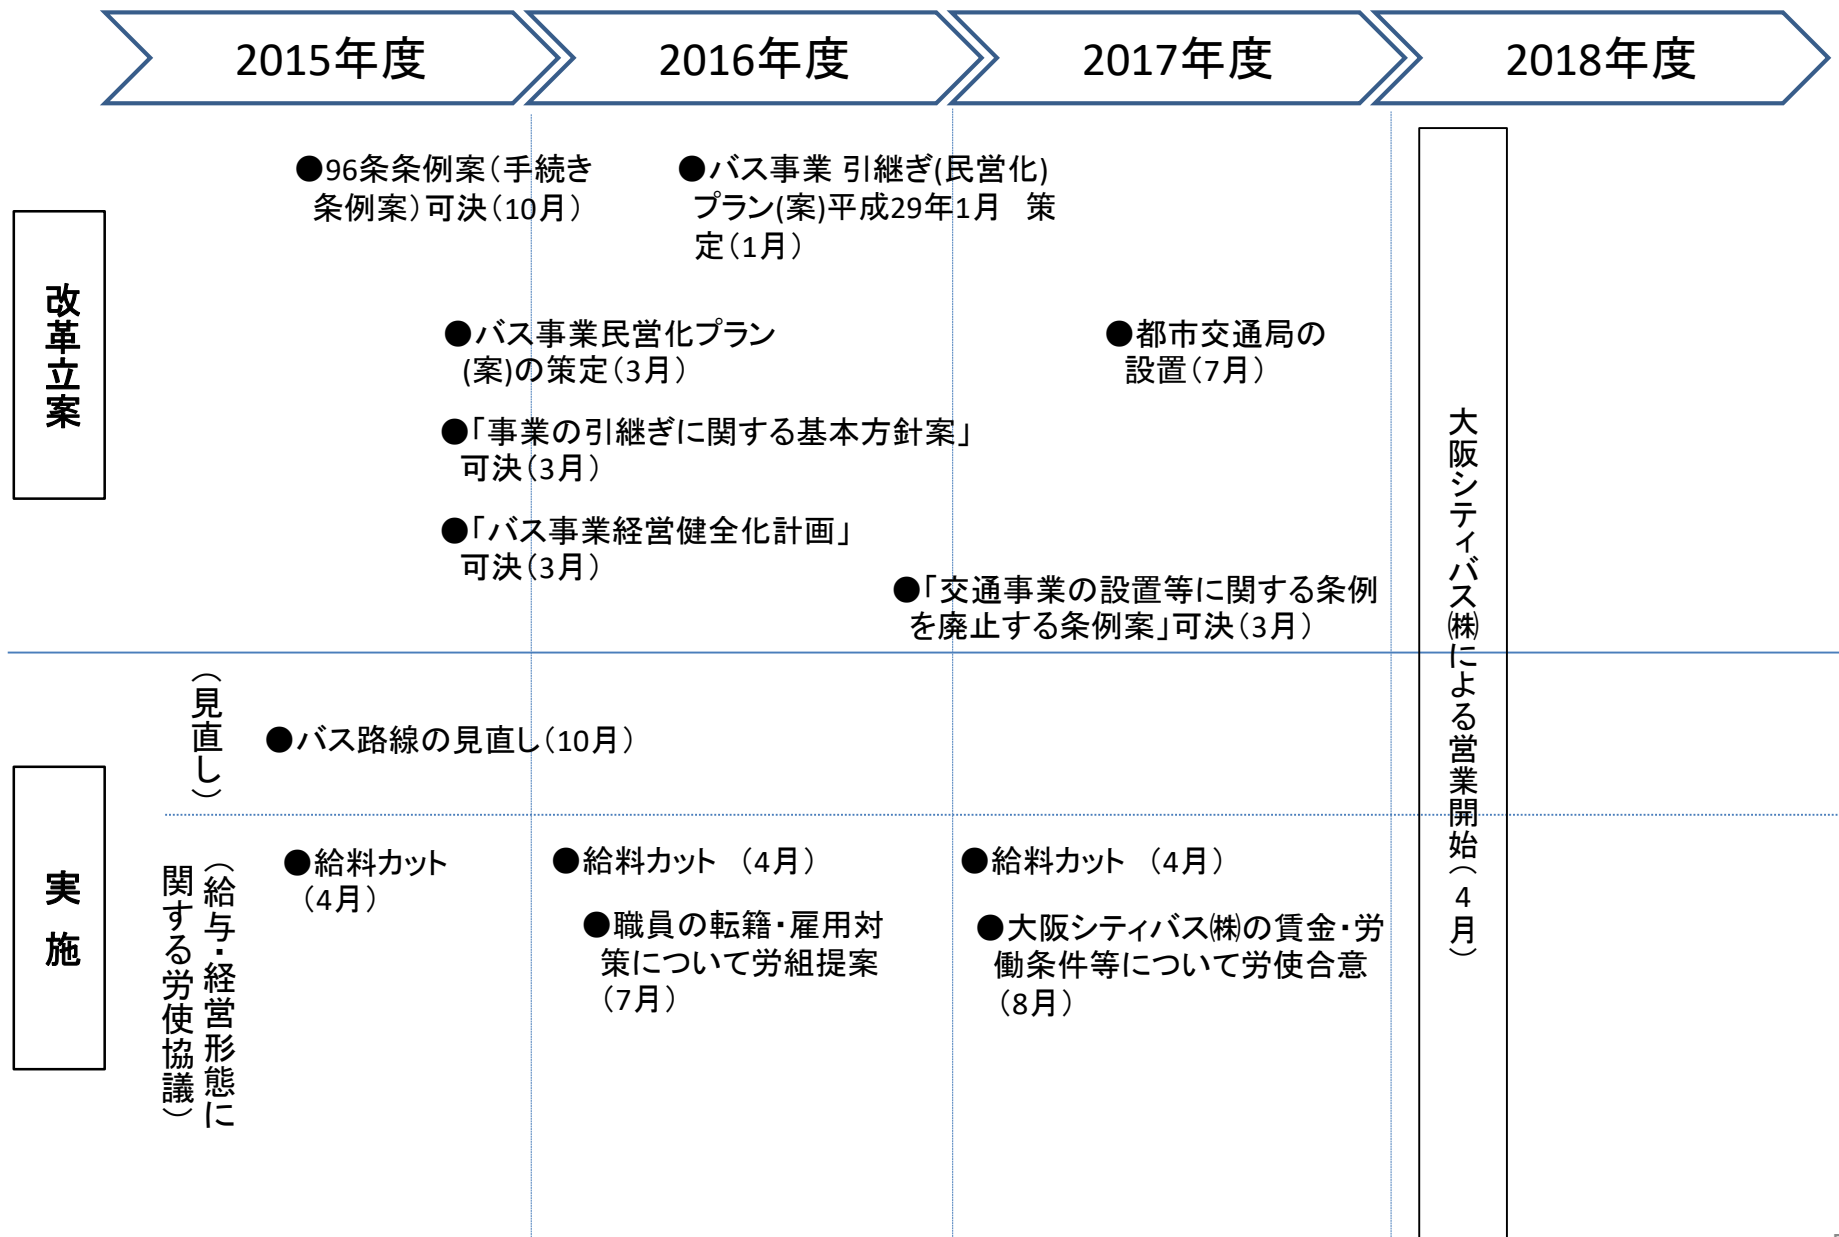 2015年度
2016年度
2017年度
2018年度
改革立案
●96条条例案（手続き
条例案）可決（10月）
●バス事業 引継ぎ(民営化)
プラン(案)平成29年1月　策
定（1月）
●バス事業民営化プラン
(案)の策定（3月）
●都市交通局の
設置（7月）
●「事業の引継ぎに関する基本方針案」
可決（3月）
●「バス事業経営健全化計画」
可決（3月）
●「交通事業の設置等に関する条例
を廃止する条例案」可決（3月）
大阪シティバス㈱による営業開始（4月）
実施
（見直し）
●バス路線の見直し（10月）
（給与・経営形態に
関する労使協議）
●給料カット
（4月）
●給料カット　（4月）
●職員の転籍・雇用対
策について労組提案
（7月）
●給料カット　（4月）
●大阪シティバス㈱の賃金・労
働条件等について労使合意
（8月）